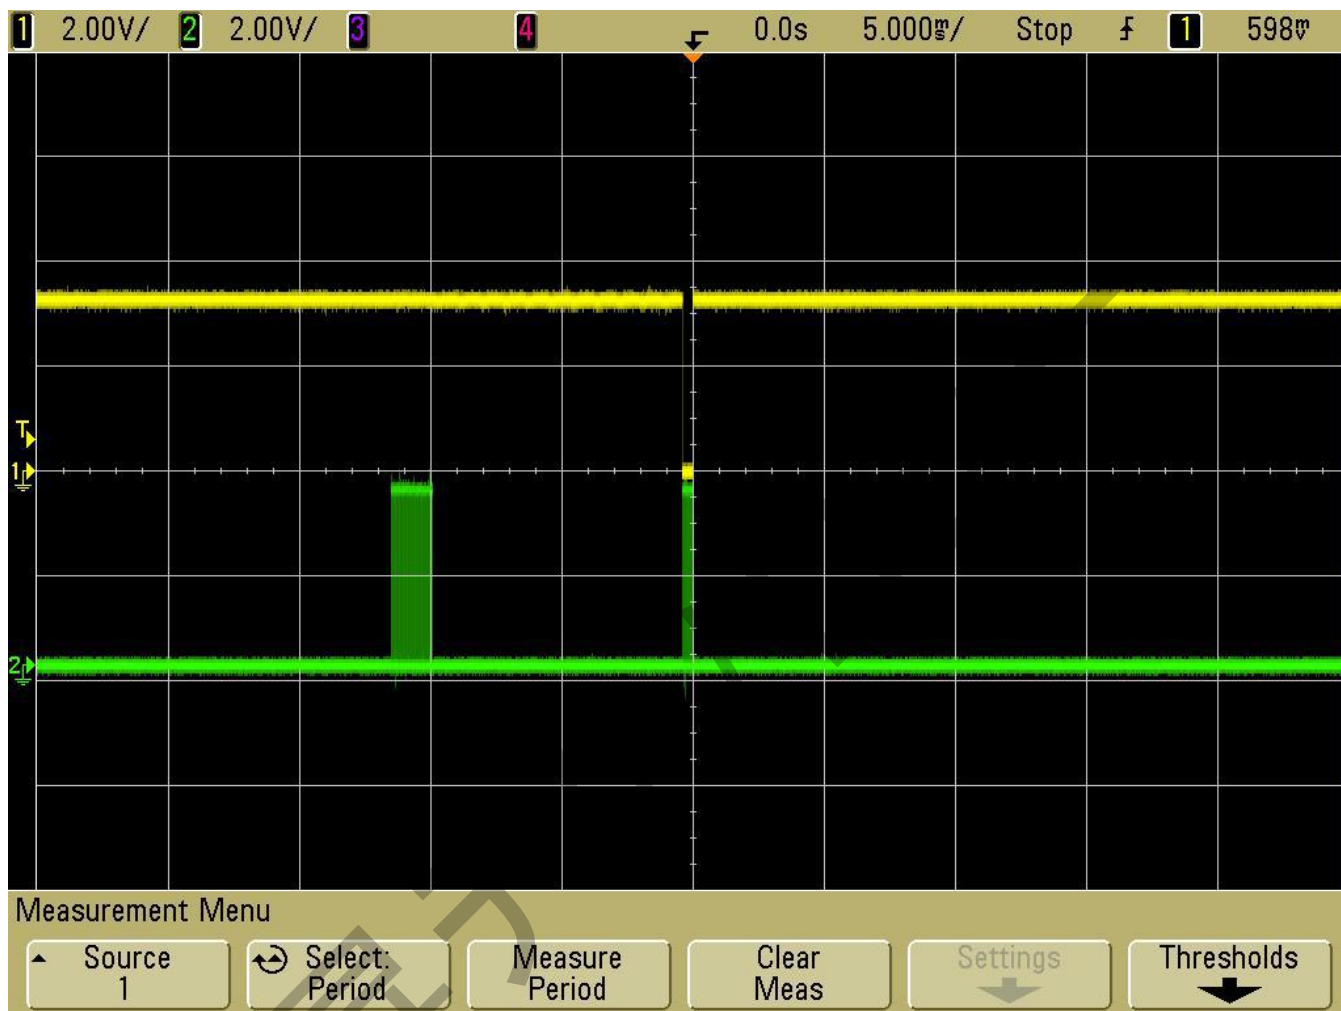 1 2.00V/ 2 2.00V/ 3 4 0.0s 5.000ms/ Stop 1 598mV
T
1
2
Measurement Menu
Source Select: Measure Clear Settings Thresholds
1 Period Period Meas